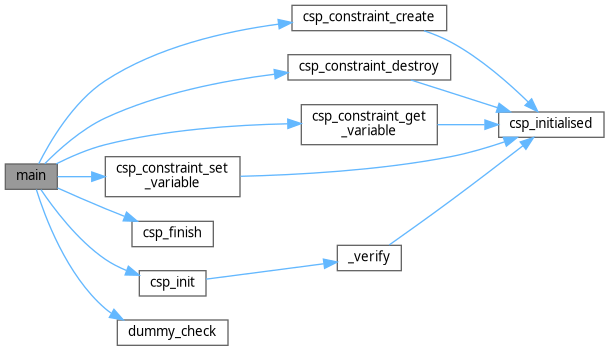 csp_constraint_create
csp_constraint_destroy
csp_constraint_get
_variable
csp_initialised
main
csp_constraint_set
_variable
csp_finish
_verify
csp_init
dummy_check